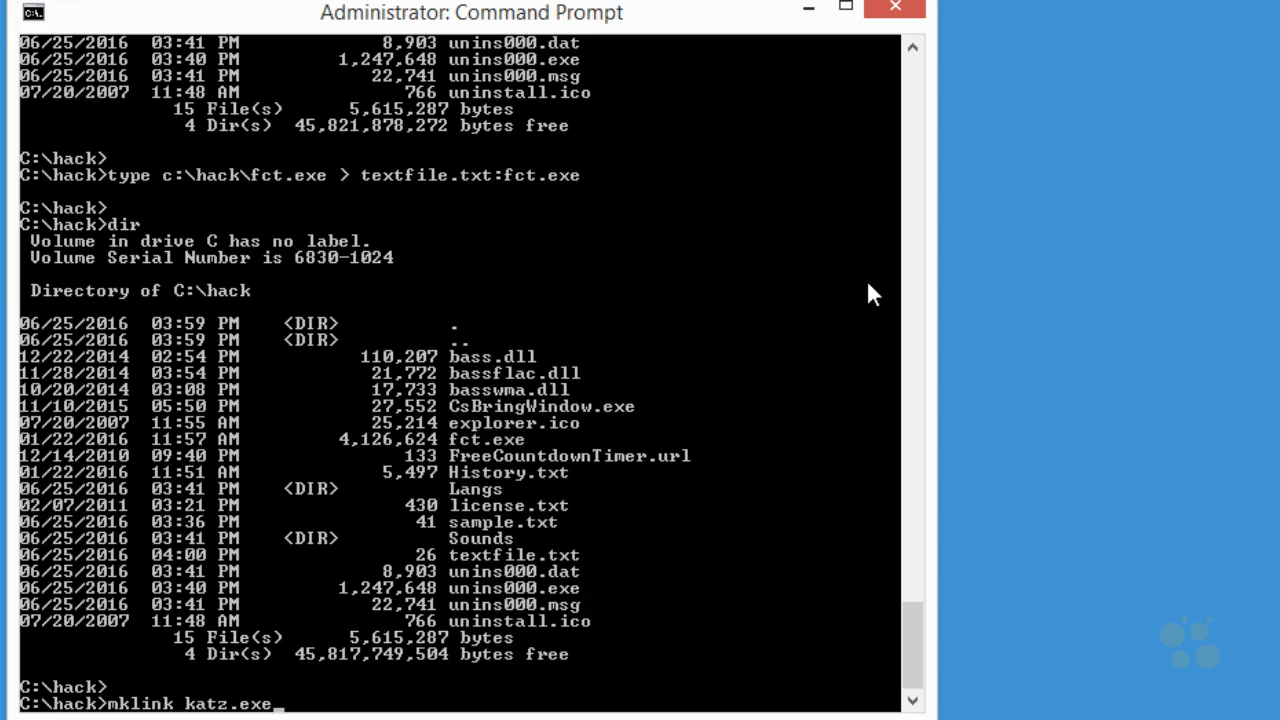 Administrator: Command Prompt
06/25/2016  03:41 PM             8,903 unins000.dat
06/25/2016  03:40 PM         1,247,648 unins000.exe
06/25/2016  03:41 PM            22,741 unins000.msg
07/20/2007  11:48 AM               766 uninstall.ico
              15 File(s)      5,615,287 bytes
               4 Dir(s)  45,821,878,272 bytes free
C:\hack>
C:\hack>type c:\hack\fct.exe > textfile.txt:fct.exe
C:\hack>
C:\hack>dir
 Volume in drive C has no label.
 Volume Serial Number is 6830-1024
 Directory of C:\hack
06/25/2016  03:59 PM    <DIR>          .
06/25/2016  03:59 PM    <DIR>          ..
12/22/2014  02:54 PM           110,207 bass.dll
11/28/2014  03:54 PM            21,772 bassflac.dll
10/20/2014  03:08 PM            17,733 basswma.dll
11/10/2015  05:50 PM            27,552 CsBringWindow.exe
07/20/2007  11:55 AM            25,214 explorer.ico
01/22/2016  11:57 AM         4,126,624 fct.exe
12/14/2010  09:40 PM               133 FreeCountdownTimer.url
01/22/2016  11:51 AM             5,497 History.txt
06/25/2016  03:41 PM    <DIR>          Langs
02/07/2011  03:21 PM               430 license.txt
06/25/2016  03:36 PM                41 sample.txt
06/25/2016  03:41 PM    <DIR>          Sounds
06/25/2016  04:00 PM                26 textfile.txt
06/25/2016  03:41 PM             8,903 unins000.dat
06/25/2016  03:40 PM         1,247,648 unins000.exe
06/25/2016  03:41 PM            22,741 unins000.msg
07/20/2007  11:48 AM               766 uninstall.ico
              15 File(s)      5,615,287 bytes
               4 Dir(s)  45,817,749,504 bytes free
C:\hack>
C:\hack>mklink katz.exe_